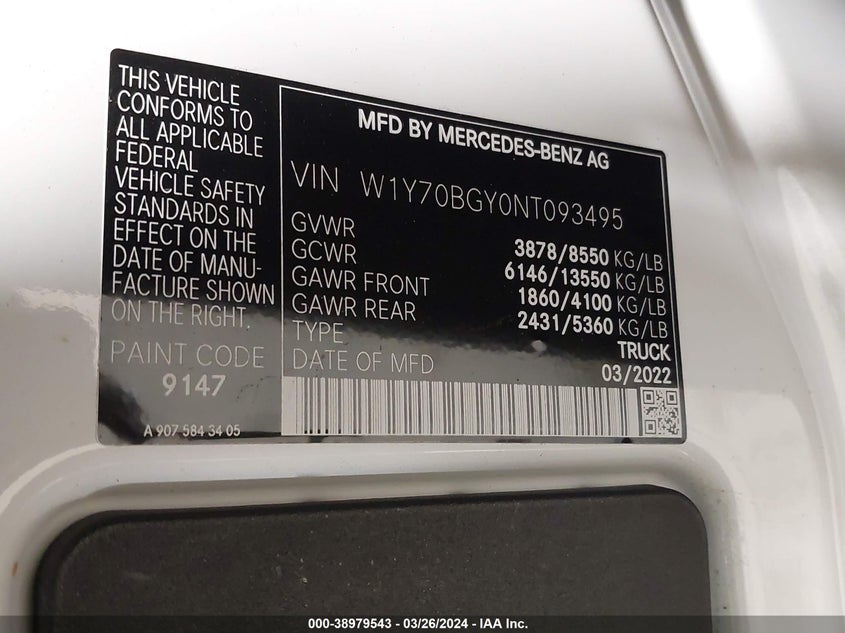 THIS VEHICLE
CONFORMS TO
ALL APPLICABLE
FEDERAL
VEHICLE SAFETY
STANDARDS IN
EFFECT ON THE
DATE OF MANU-
FACTURE SHOWN
ON THE RIGHT.
PAINT CODE
9147
A 907 584 34 05
MFD BY MERCEDES-BENZ AG
VIN W1Y70BGY0NT093495
GVWR 3878/8550 KG/LB
GCWR 6146/13550 KG/LB
GAWR FRONT 1860/4100 KG/LB
GAWR REAR 2431/5360 KG/LB
TYPE TRUCK
DATE OF MFD 03/2022
000-38979543 - 03/26/2024 - IAA Inc.